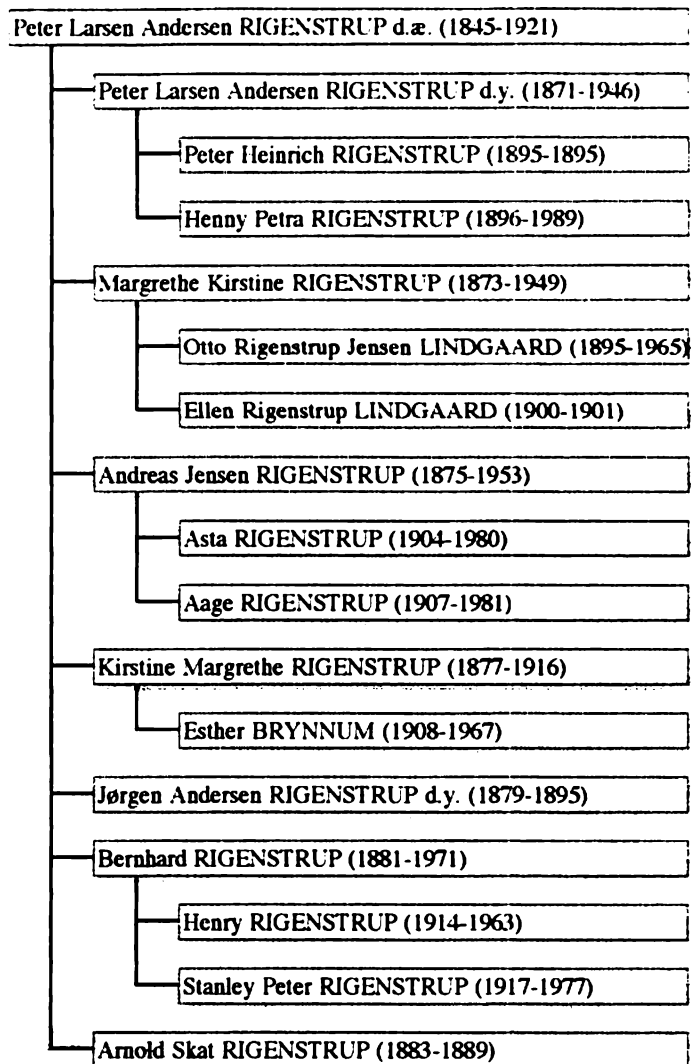 Peter Larsen Andersen RIGENSTRUP d.æ. (1845-1921)
Peter Larsen Andersen RIGENSTRUP d.y. (1871-1946)
Peter Heinrich RIGENSTRUP (1895-1895)
Henny Petra RIGENSTRUP (1896-1989)
Margrethe Kirstine RIGENSTRUP (1873-1949)
Otto Rigenstrup Jensen LINDGAARD (1895-1965)
Ellen Rigenstrup LINDGAARD (1900-1901)
Andreas Jensen RIGENSTRUP (1875-1953)
Asta RIGENSTRUP (1904-1980)
Aage RIGENSTRUP (1907-1981)
Kirstine Margrethe RIGENSTRUP (1877-1916)
Esther BRYNNUM (1908-1967)
Jørgen Andersen RIGENSTRUP d.y. (1879-1895)
Bernhard RIGENSTRUP (1881-1971)
Henry RIGENSTRUP (1914-1963)
Stanley Peter RIGENSTRUP (1917-1977)
Arnold Skat RIGENSTRUP (1883-1889)